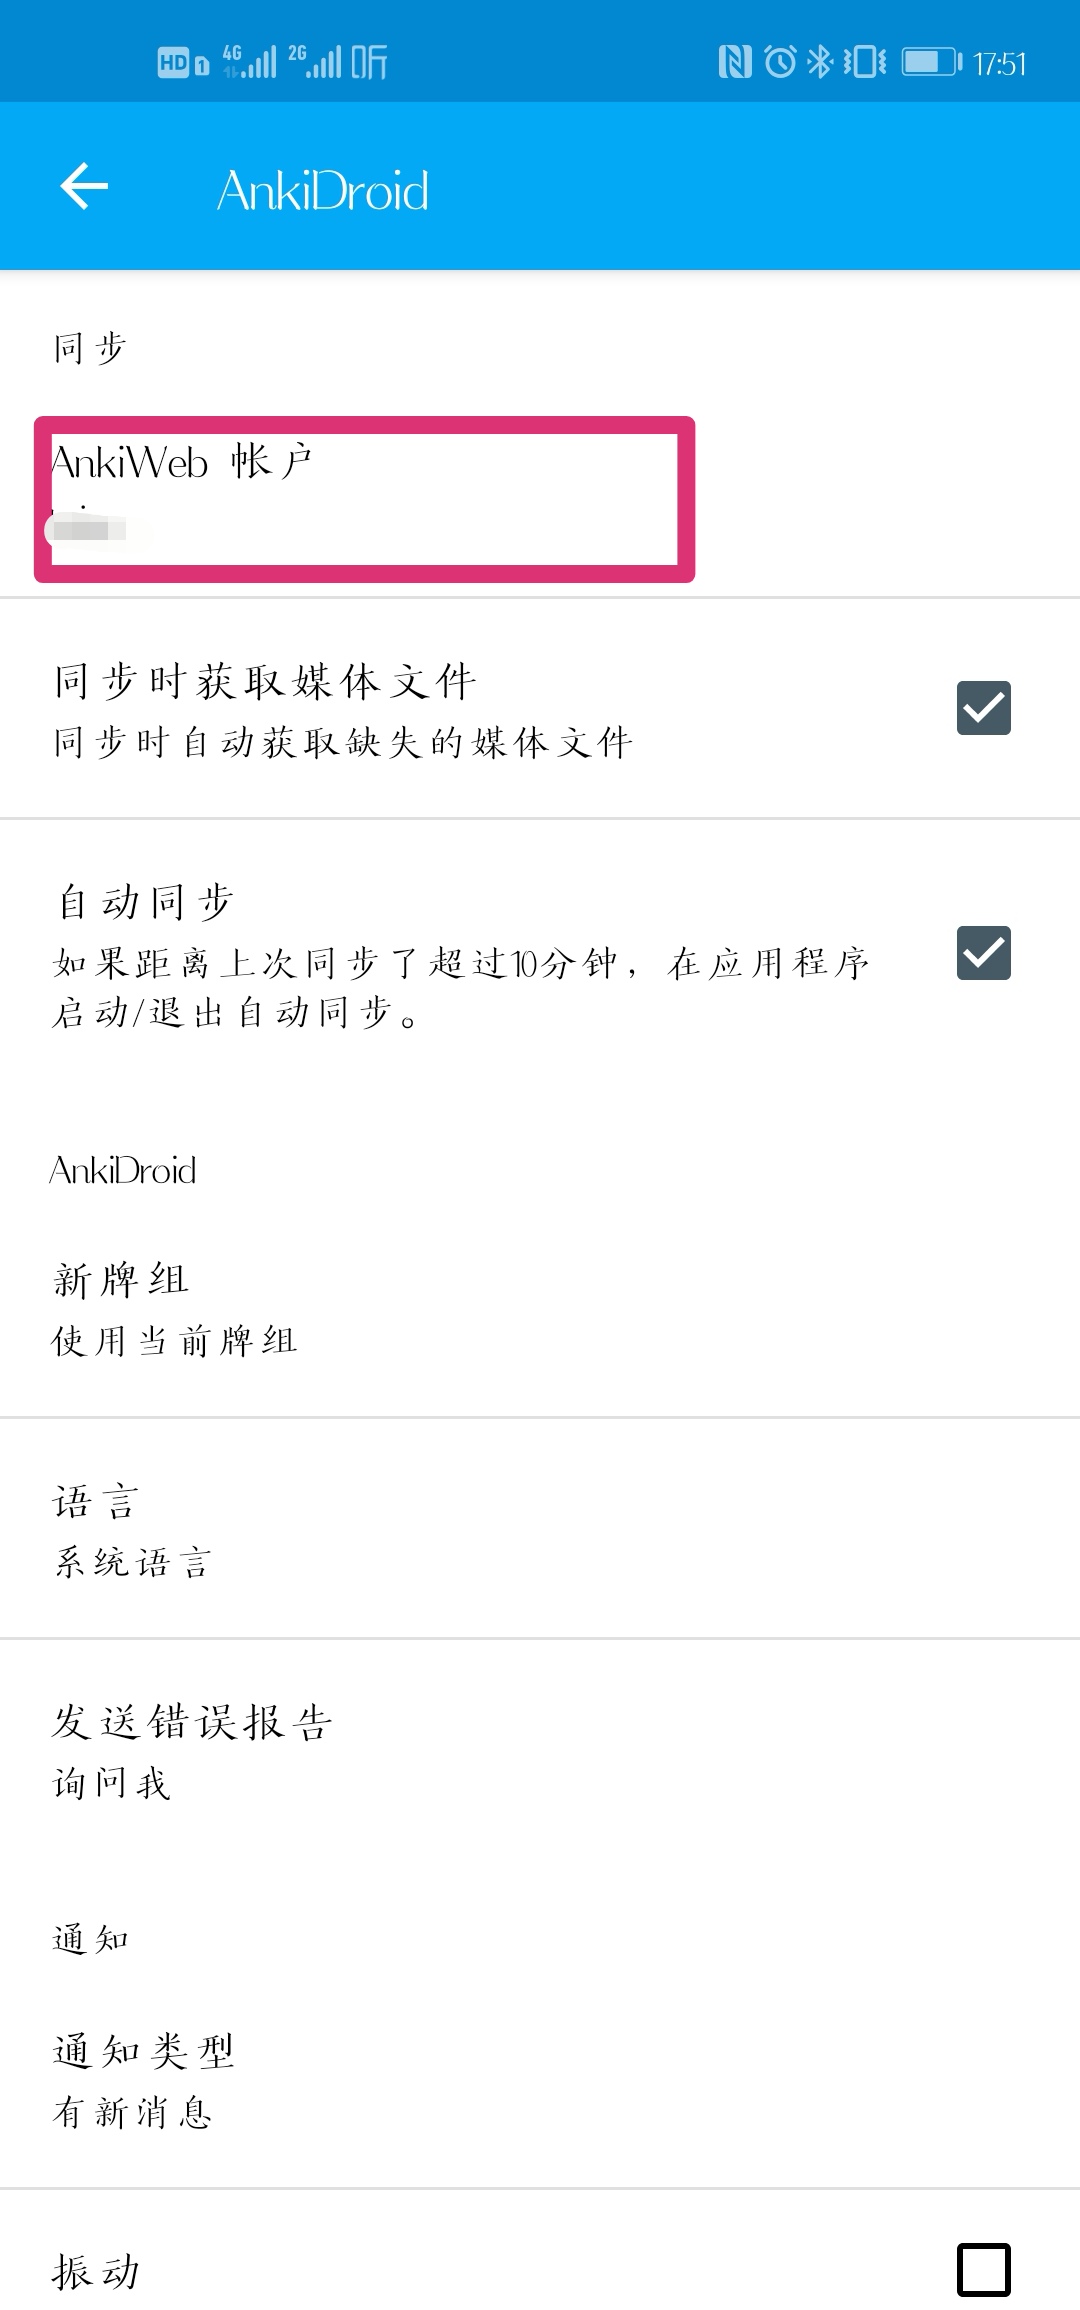 HD 1 4G 2G 听 17:51
AnkiDroid
同步
AnkiWeb 帐户
同步时获取媒体文件
同步时自动获取缺失的媒体文件
自动同步
如果距离上次同步了超过10分钟，在应用程序
启动/退出自动同步。
AnkiDroid
新牌组
使用当前牌组
语言
系统语言
发送错误报告
询问我
通知
通知类型
有新消息
振动